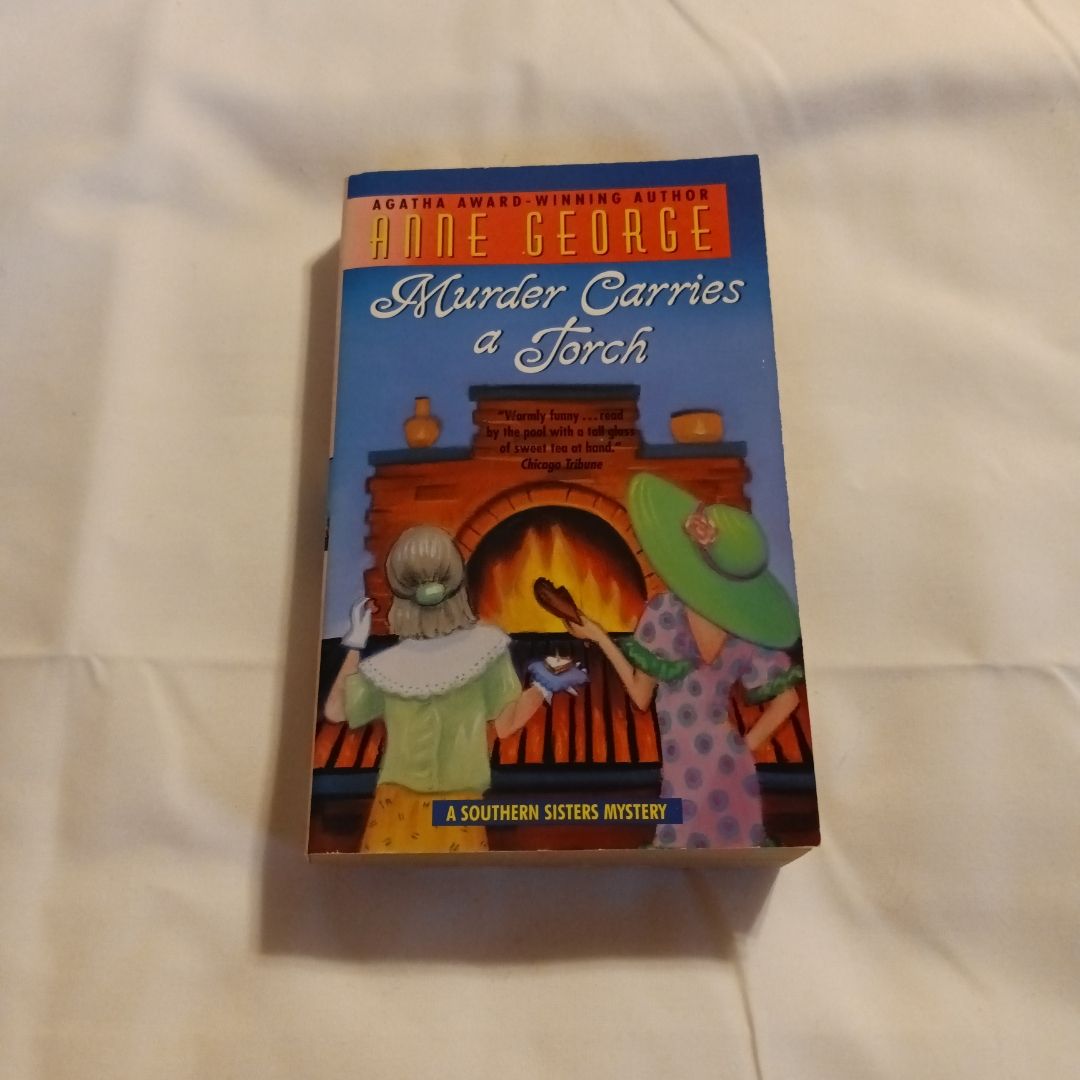 AGATHA AWARD-WINNING AUTHOR
ANNE GEORGE
Murder Carries
a Torch
"Warmly funny...read
by the pool with a tall glass
of sweet tea at hand."
Chicago Tribune
A SOUTHERN SISTERS MYSTERY